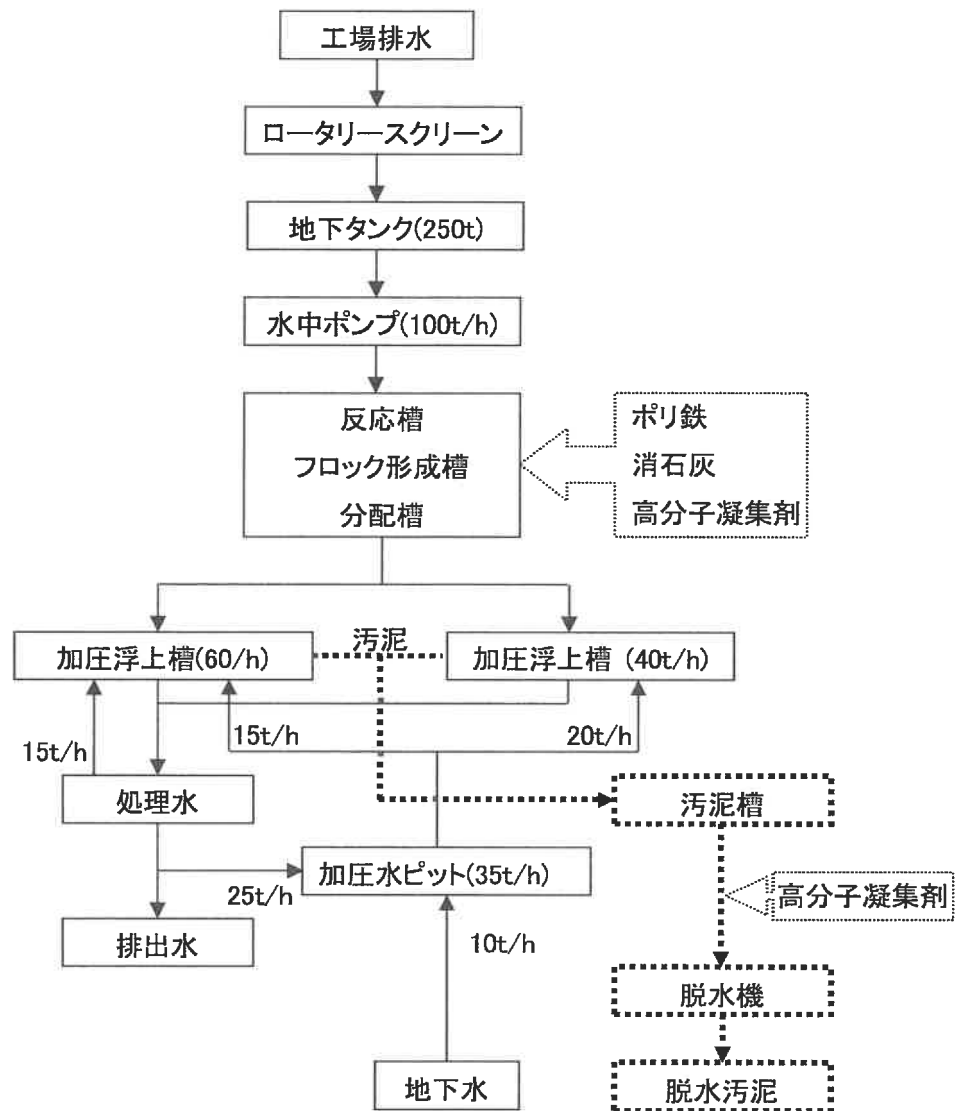 工場排水
ロータリースクリーン
地下タンク(250t)
水中ポンプ(100t/h)
反応槽
フロック形成槽
分配槽
ポリ鉄
消石灰
高分子凝集剤
汚泥
加圧浮上槽(60/h)
加圧浮上槽 (40t/h)
15t/h
15t/h
20t/h
処理水
汚泥槽
加圧水ピット(35t/h)
25t/h
高分子凝集剤
排出水
10t/h
脱水機
地下水
脱水汚泥